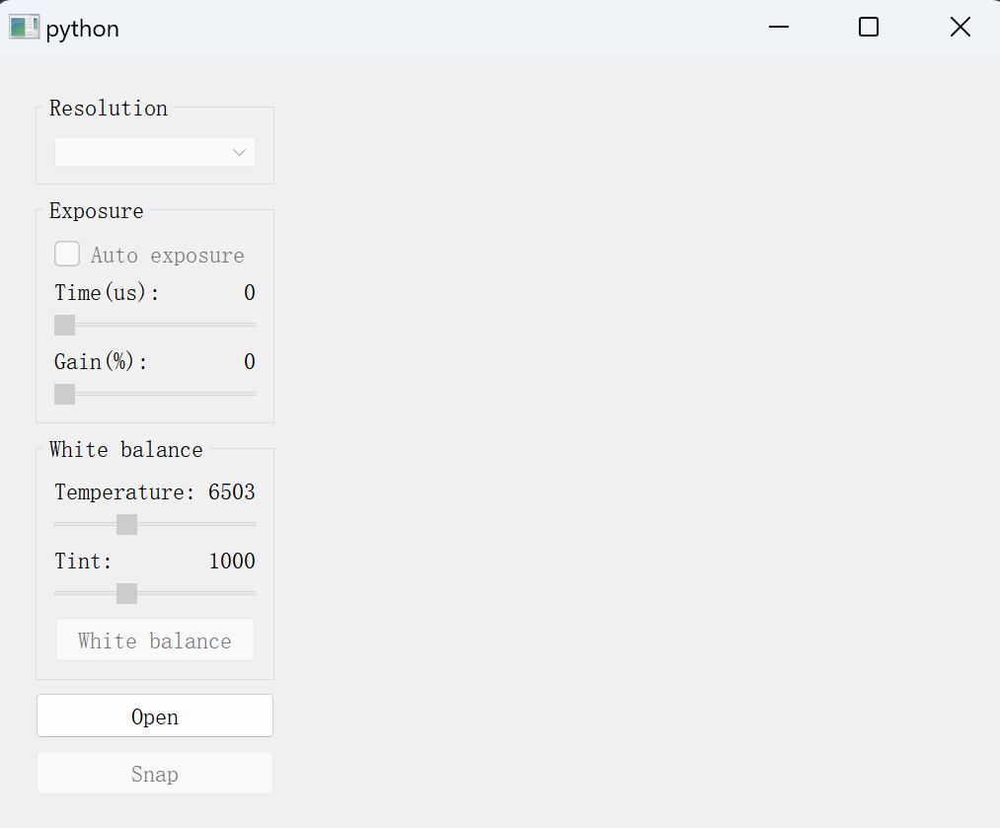 python
Resolution
Exposure
Auto exposure
Time(us): 0
Gain(%): 0
White balance
Temperature: 6503
Tint: 1000
White balance
Open
Snap